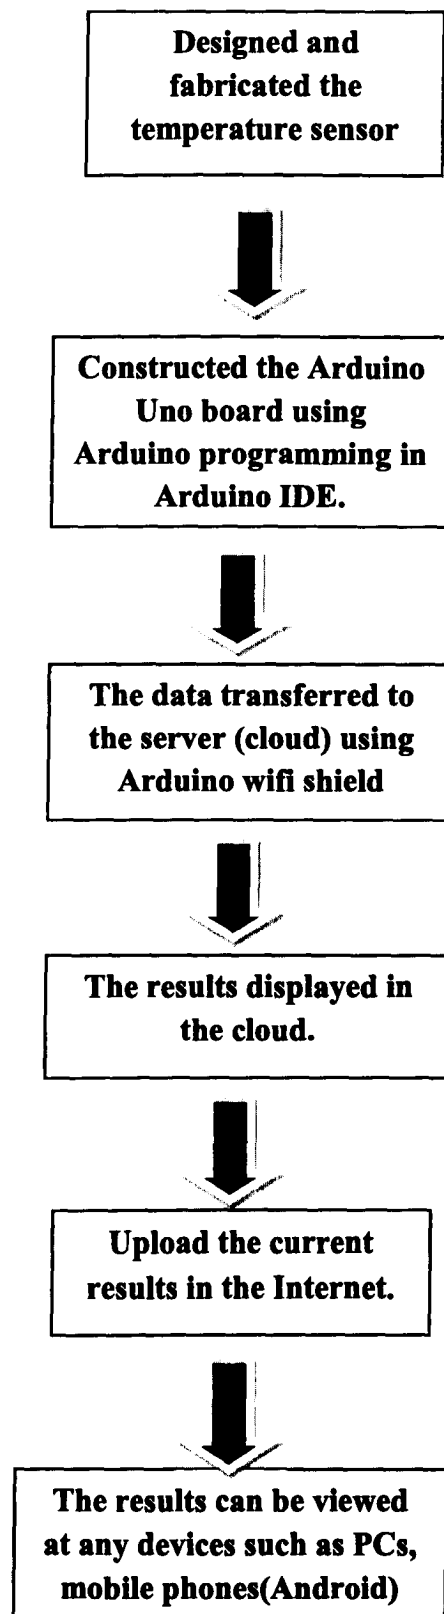 Designed and
fabricated the
temperature sensor
Constructed the Arduino
Uno board using
Arduino programming in
Arduino IDE.
The data transferred to
the server (cloud) using
Arduino wifi shield
The results displayed in
the cloud.
Upload the current
results in the Internet.
The results can be viewed
at any devices such as PCs,
mobile phones(Android)